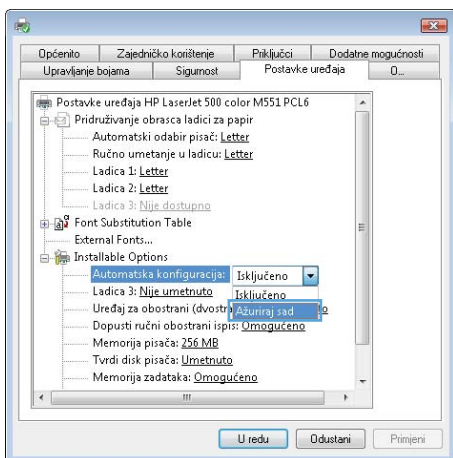 Općenito Zajedničko korištenje Priključci Dodatne mogućnosti
Upravljanje bojama Sigurnost Postavke uređaja O...
Postavke uređaja HP LaserJet 500 color M551 PCL6
Pridruživanje obrasca ladici za papir
Automatski odabir pisač: Letter
Ručno umetanje u ladicu: Letter
Ladica 1: Letter
Ladica 2: Letter
Ladica 3: Nije dostupno
Font Substitution Table
External Fonts...
Installable Options
Automatska konfiguracija: Isključeno
Ladica 3: Nije umetnuto Isključeno
Uređaj za obostrani (dvostra Ažuriraj sad
Dopusti ručni obostrani ispis: Omogućeno
Memorija pisača: 256 MB
Tvrdi disk pisača: Umetnuto
Memorija zadataka: Omogućeno
U redu Odustani Primijeni